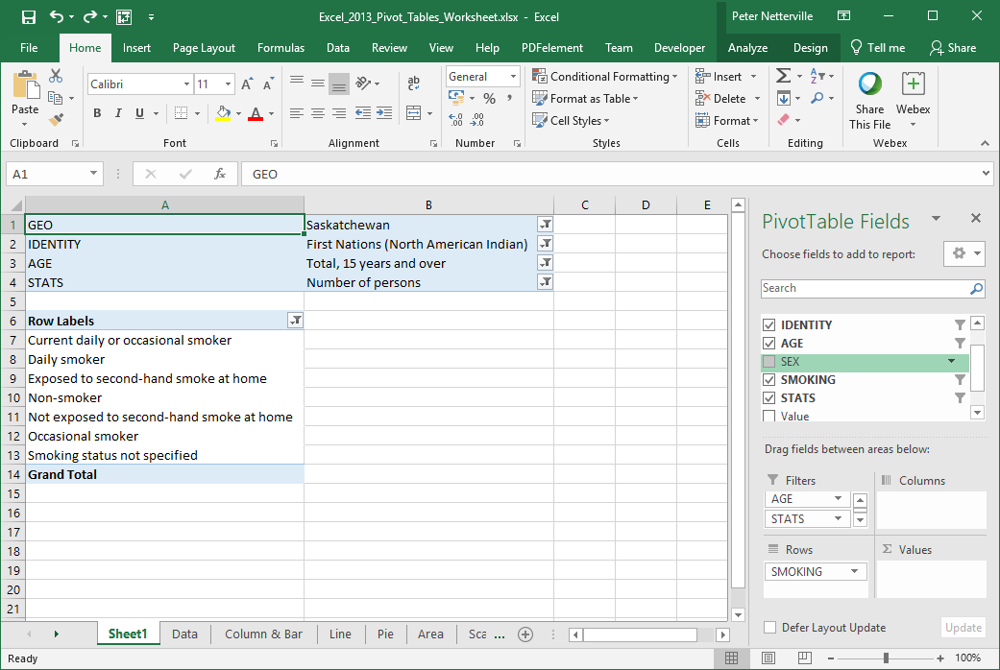 Excel_2013_Pivot_Tables_Worksheet.xlsx - Excel
Peter Netterville
File Home Insert Page Layout Formulas Data Review View Help PDFelement Team Developer Analyze Design Tell me Share
Paste
Calibri 11
B I U A
General
% ,
Conditional Formatting
Format as Table
Cell Styles
Insert
Delete
Format
Share This File
Webex
Clipboard Font Alignment Number Styles Cells Editing Webex
A1 fx GEO
A B C D E
1 GEO Saskatchewan
2 IDENTITY First Nations (North American Indian)
3 AGE Total, 15 years and over
4 STATS Number of persons
5
6 Row Labels
7 Current daily or occasional smoker
8 Daily smoker
9 Exposed to second-hand smoke at home
10 Non-smoker
11 Not exposed to second-hand smoke at home
12 Occasional smoker
13 Smoking status not specified
14 Grand Total
15
16
17
18
19
20
21
PivotTable Fields
Choose fields to add to report:
Search
IDENTITY
AGE
SEX
SMOKING
STATS
Value
Drag fields between areas below:
Filters Columns
AGE
STATS
Rows Σ Values
SMOKING
Defer Layout Update Update
Sheet1 Data Column & Bar Line Pie Area Sca ...
Ready 100%